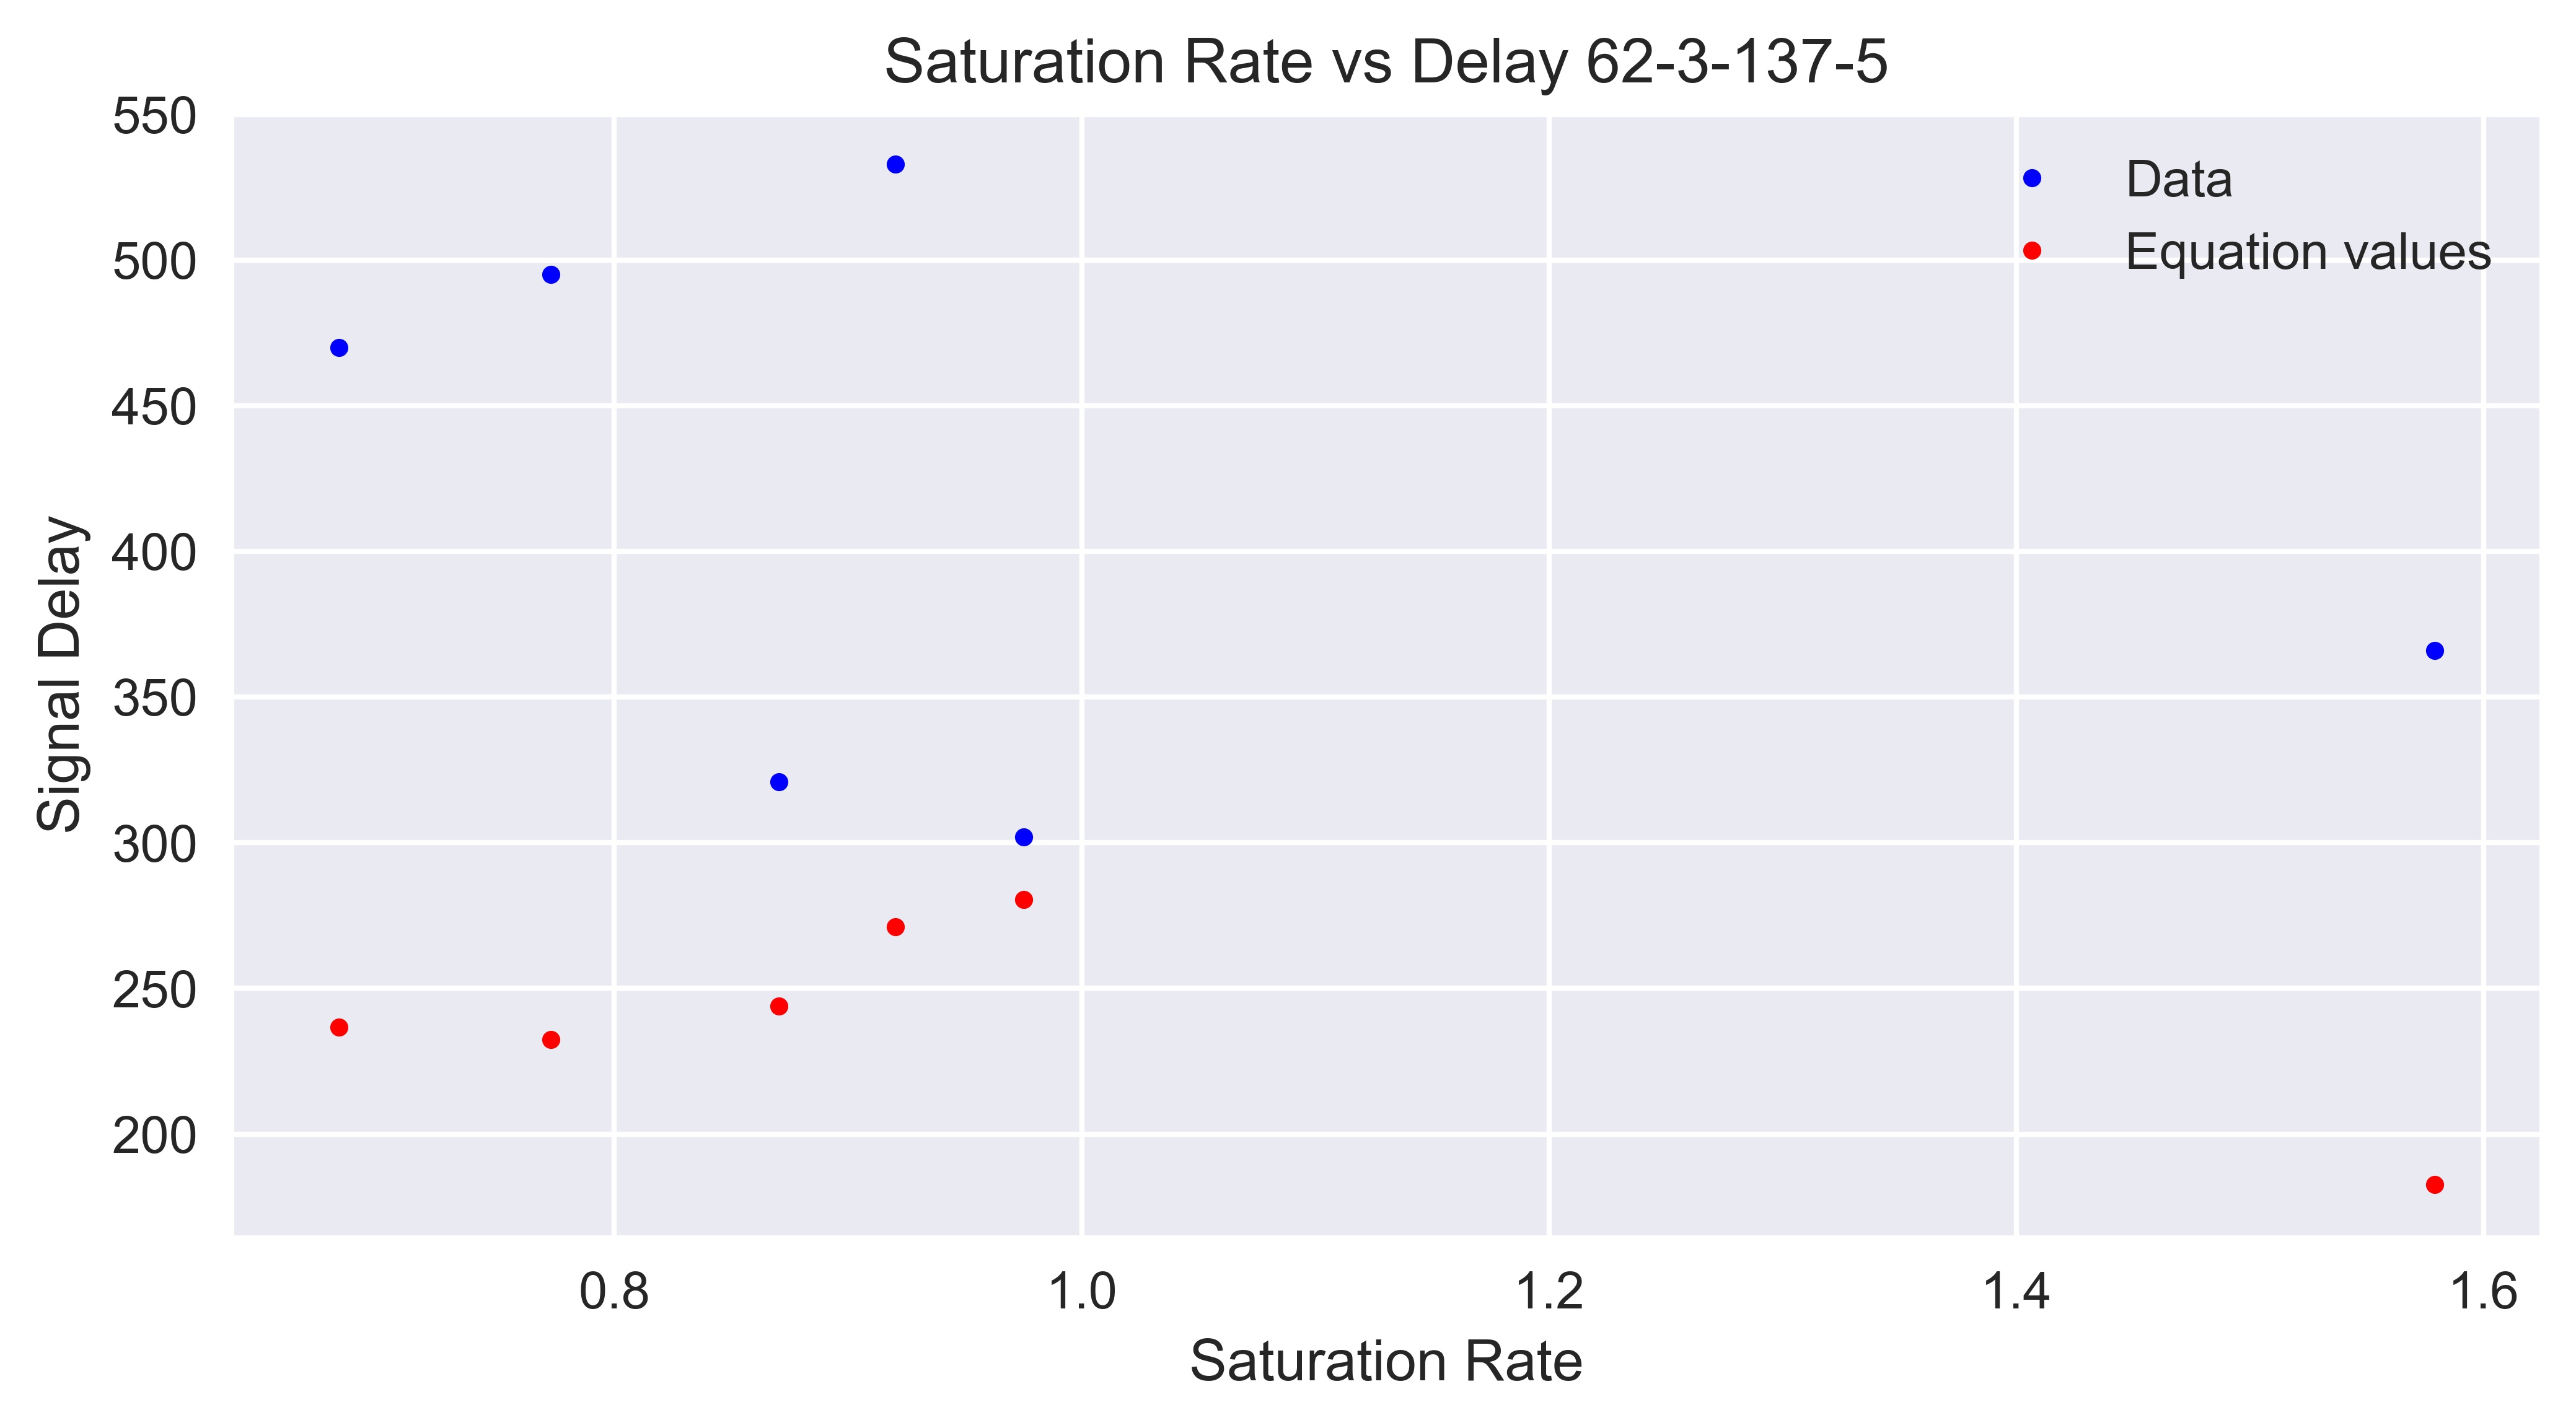 Saturation Rate vs Delay 62-3-137-5
550
500
450
400
350
300
250
200
Signal Delay
Data
Equation values
0.8 1.0 1.2 1.4 1.6
Saturation Rate